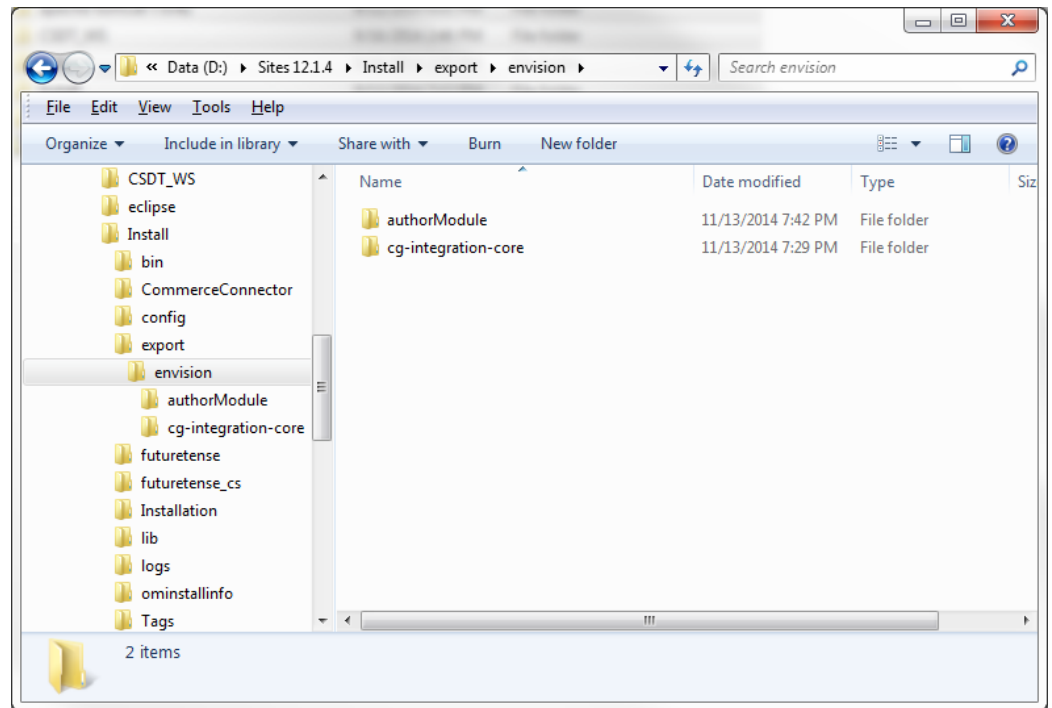 « Data (D:) ▸ Sites 12.1.4 ▸ Install ▸ export ▸ envision ▸ Search envision
File Edit View Tools Help
Organize Include in library Share with Burn New folder
CSDT_WS
eclipse
Install
bin
CommerceConnector
config
export
envision
authorModule
cg-integration-core
futuretense
futuretense_cs
Installation
lib
logs
ominstallinfo
Tags
Name Date modified Type Siz
authorModule 11/13/2014 7:42 PM File folder
cg-integration-core 11/13/2014 7:29 PM File folder
2 items